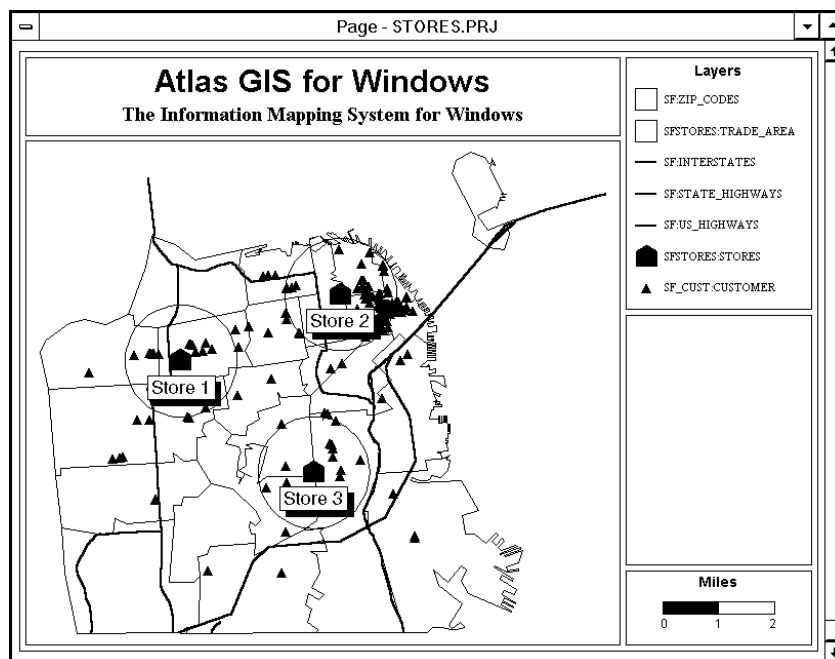 Page - STORES.PRJ
Atlas GIS for Windows
The Information Mapping System for Windows
Layers
SF:ZIP_CODES
SFSTORES:TRADE_AREA
SF:INTERSTATES
SF:STATE_HIGHWAYS
SF:US_HIGHWAYS
SFSTORES:STORES
SF_CUST:CUSTOMER
Store 2
Store 1
Store 3
Miles
0 1 2